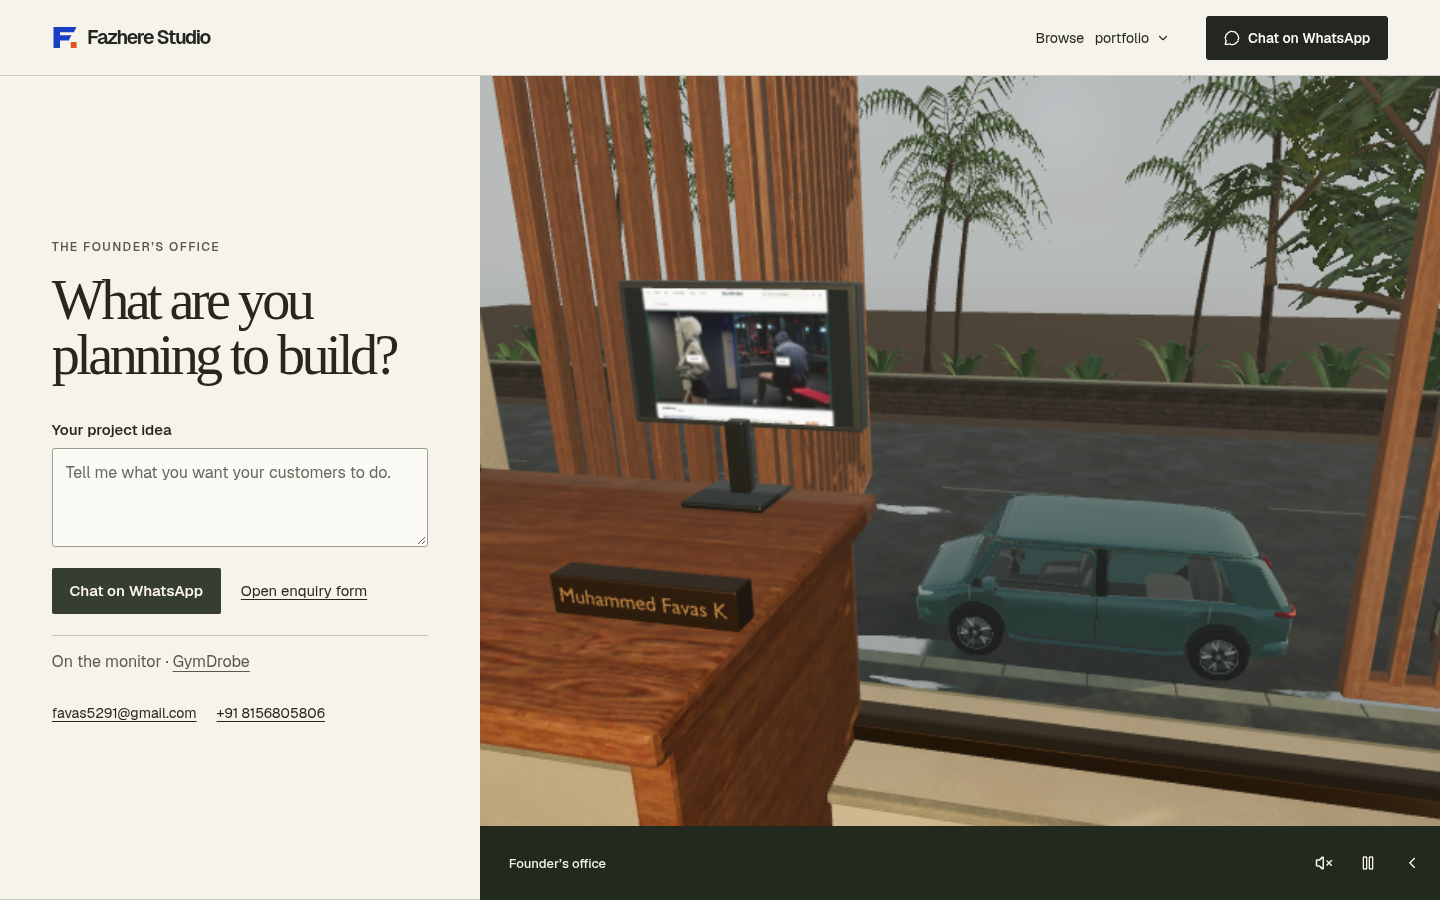 Fazhere Studio
Browse portfolio
Chat on WhatsApp
THE FOUNDER'S OFFICE
What are you
planning to build?
Your project idea
Tell me what you want your customers to do.
Chat on WhatsApp
Open enquiry form
On the monitor · GymDrobe
favas5291@gmail.com
+91 8156805806
GymDrobe
Muhammed Favas K
Founder's office